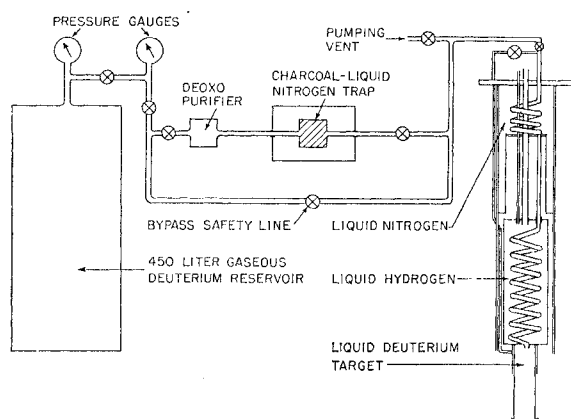 PRESSURE GAUGES
PUMPING
VENT
CHARCOAL-LIQUID
NITROGEN TRAP
DEOXO
PURIFIER
BYPASS SAFETY LINE
LIQUID NITROGEN
450 LITER GASEOUS
DEUTERIUM RESERVOIR
LIQUID HYDROGEN
LIQUID DEUTERIUM
TARGET